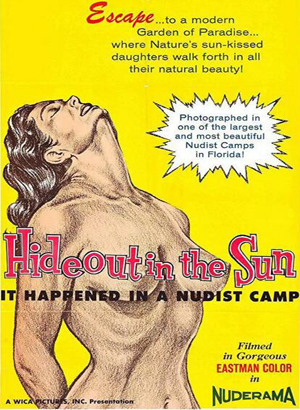 Escape...to a modern
Garden of Paradise...
where Nature's sun-kissed
daughters walk forth in all
their natural beauty!
Photographed in
one of the largest
and most beautiful
Nudist Camps
in Florida!
Hideout in the Sun
IT HAPPENED IN A NUDIST CAMP
Filmed
in Gorgeous
EASTMAN COLOR
in
NUDERAMA
A WICA PICTURES, INC. Presentation